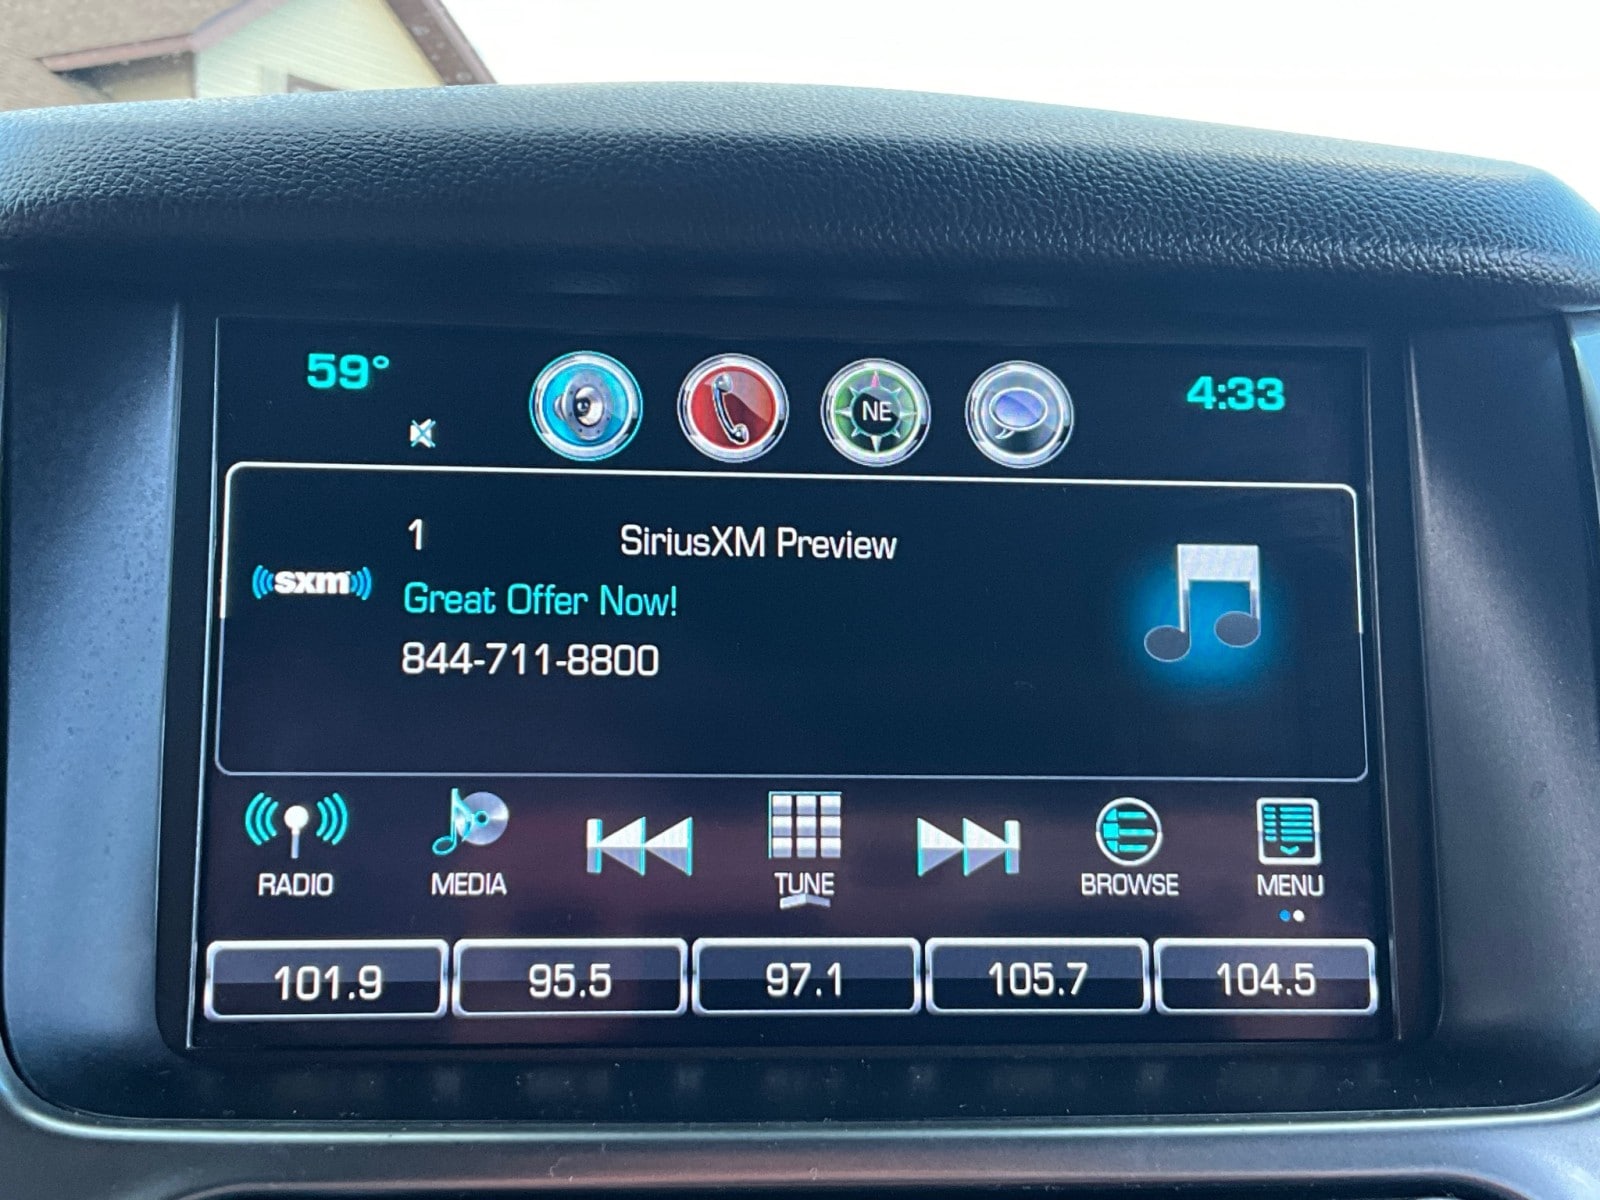 59°
NE
4:33
1
SiriusXM Preview
sxm
Great Offer Now!
844-711-8800
RADIO
MEDIA
TUNE
BROWSE
MENU
101.9
95.5
97.1
105.7
104.5